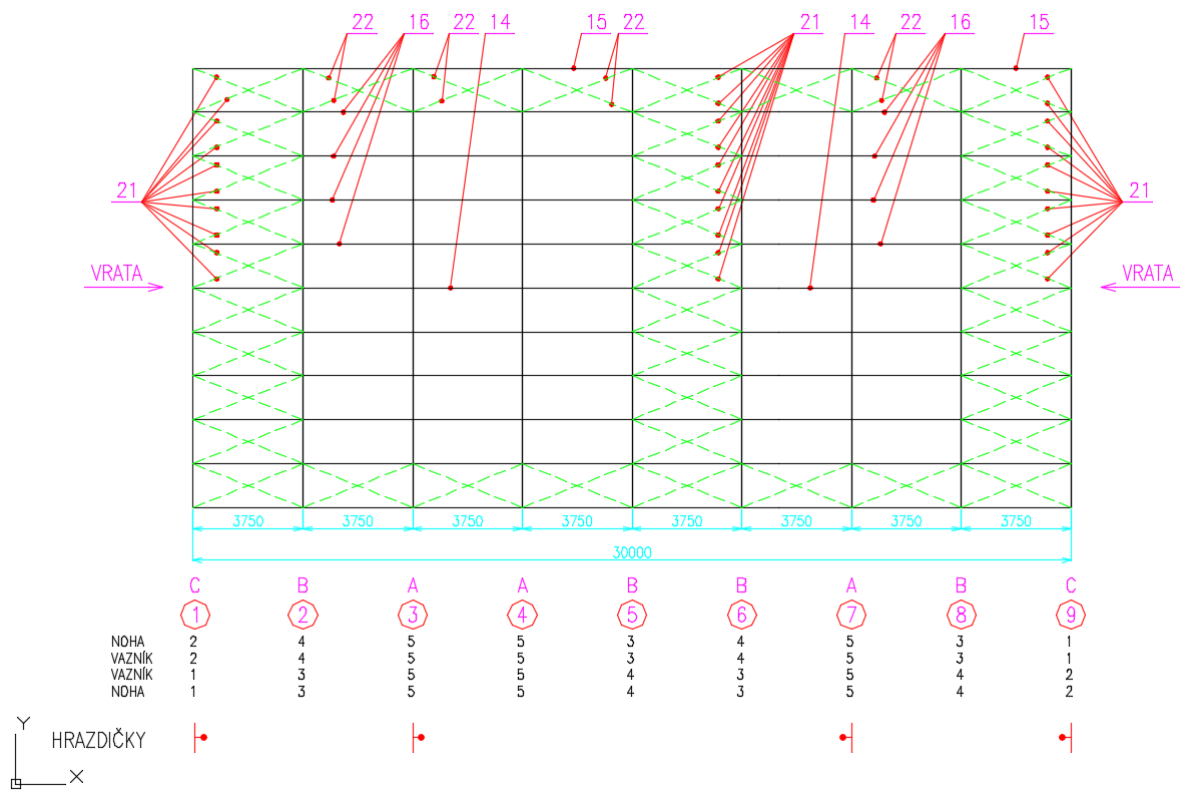 22 16 22 14 15 22 21 14 22 16 15
21 21
VRATA VRATA
3750 3750 3750 3750 3750 3750 3750 3750
30000
C B A A B B A B C
1 2 3 4 5 6 7 8 9
NOHA 2 4 5 5 3 4 5 3 1
VAZNÍK 2 4 5 5 3 4 5 3 1
VAZNÍK 1 3 5 5 4 3 5 4 2
NOHA 1 3 5 5 4 3 5 4 2
Y
HRAZDIČKY
X